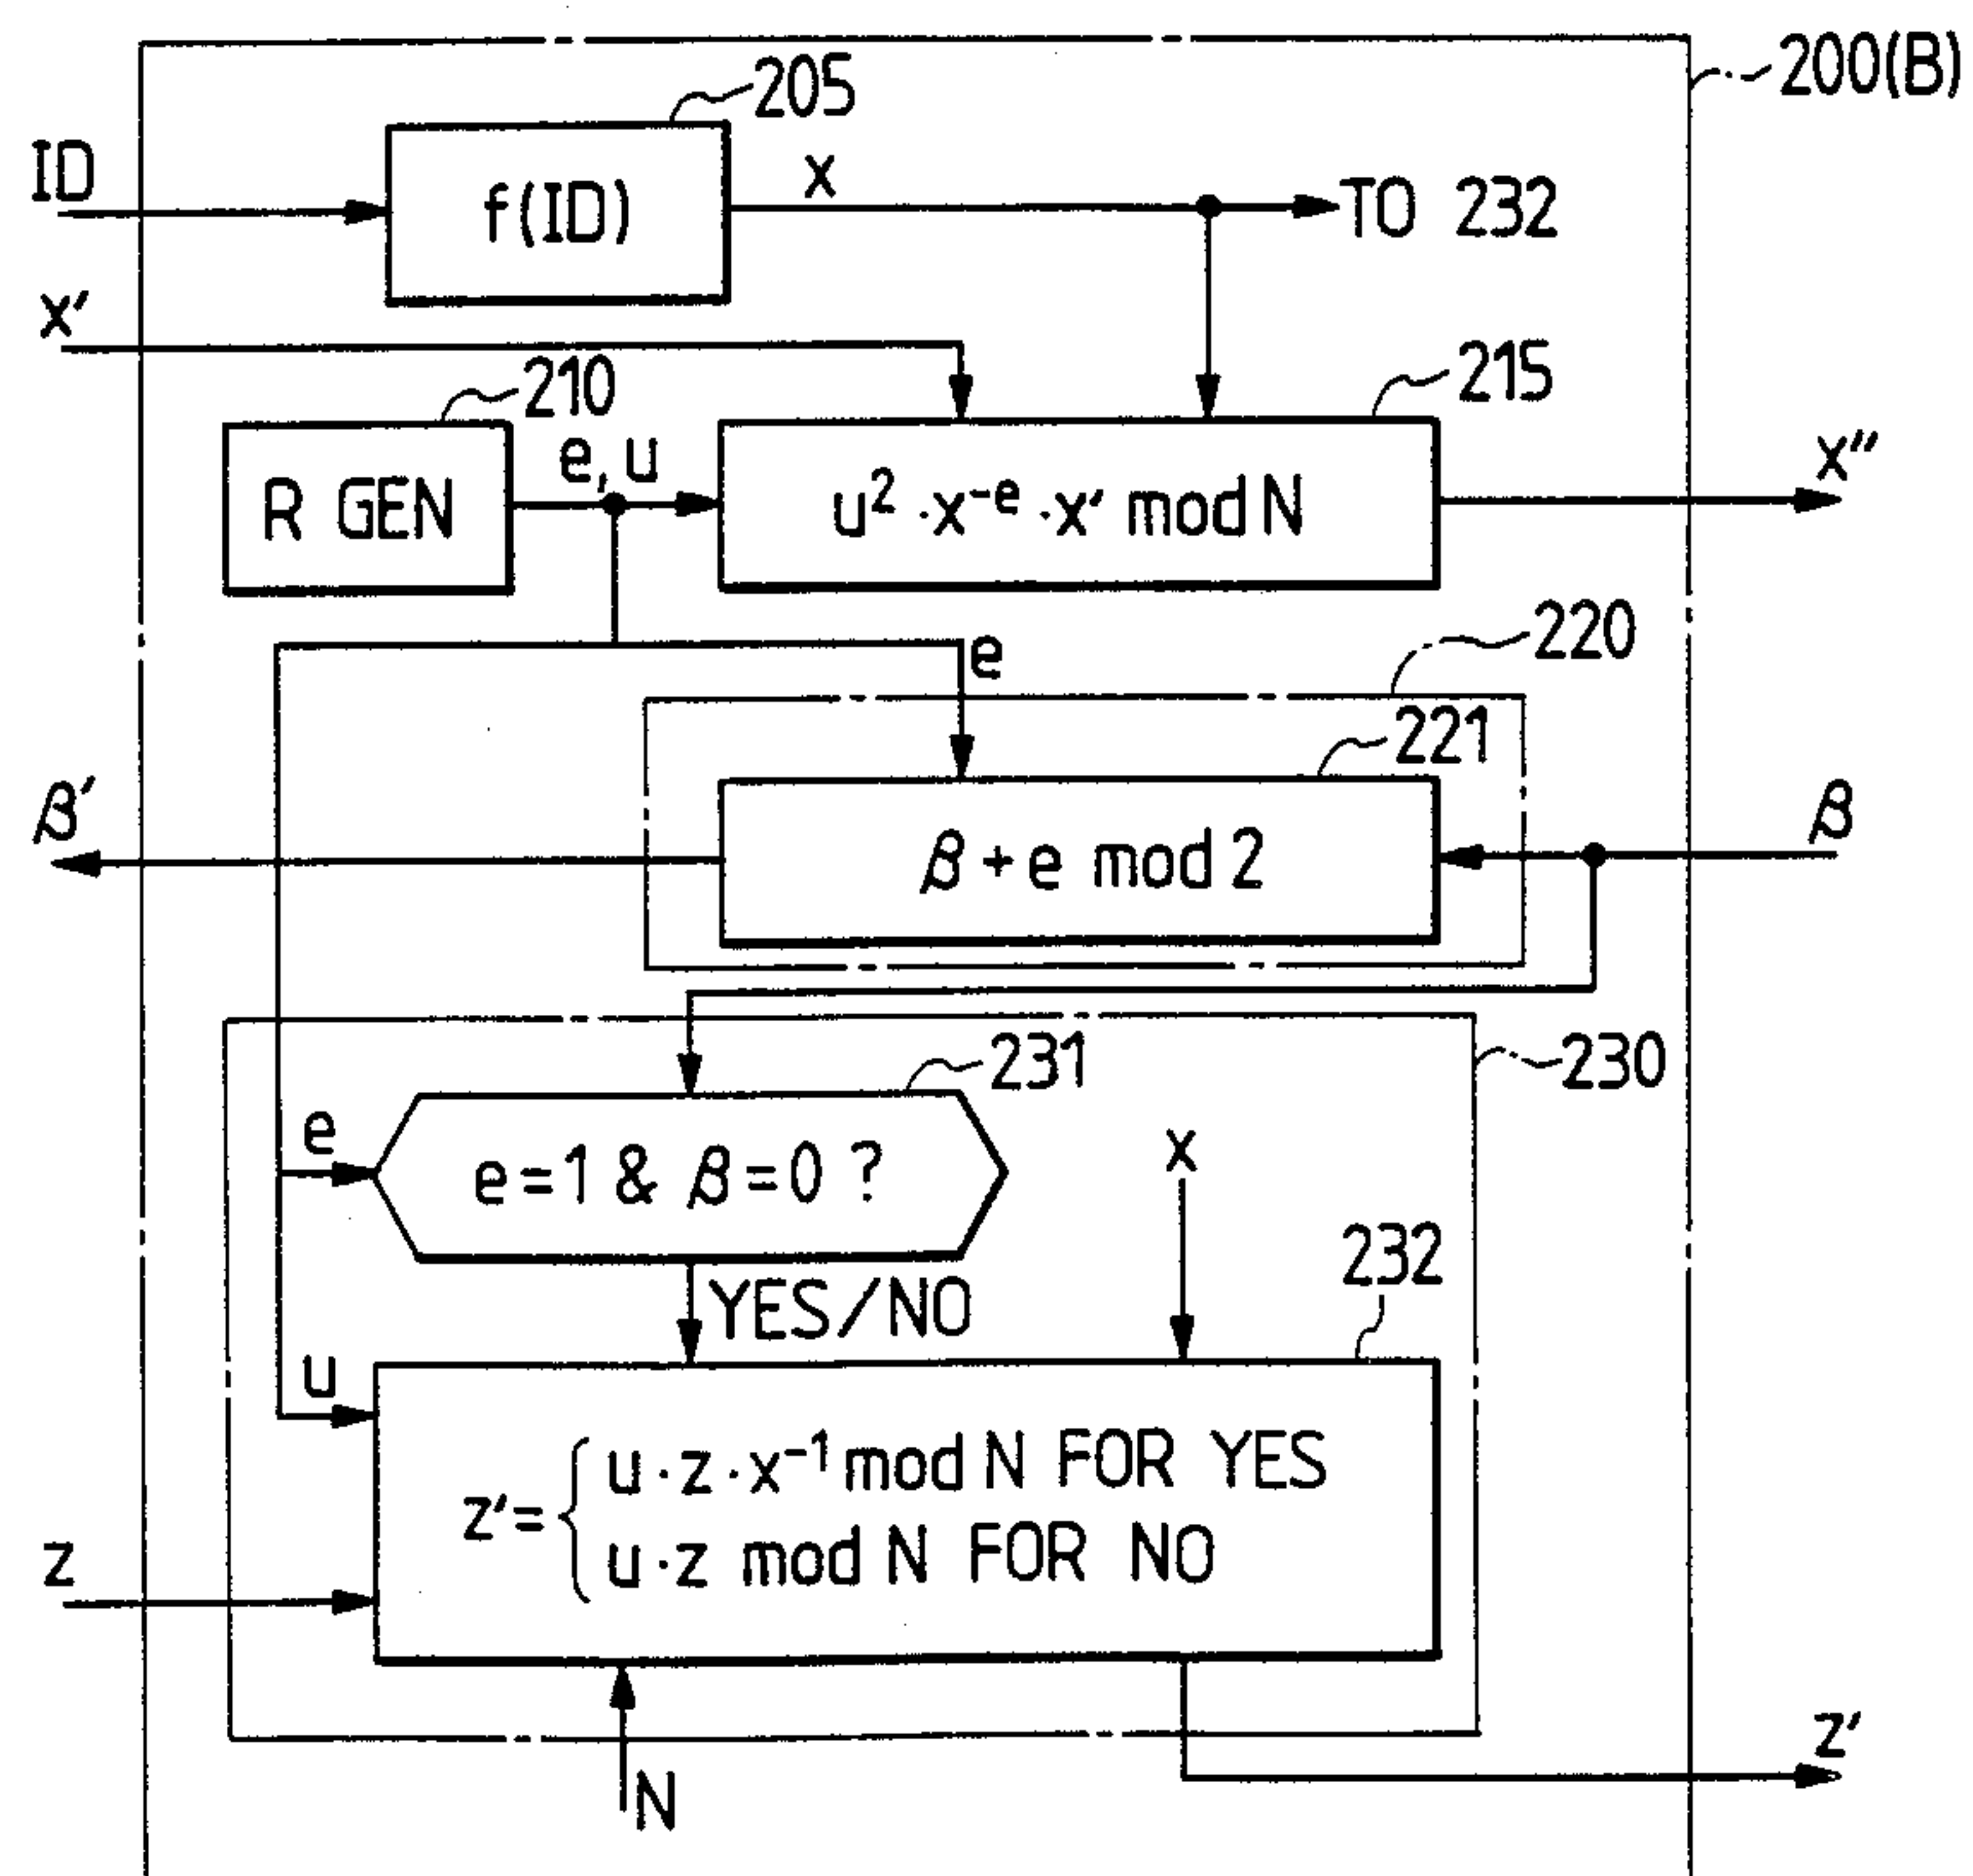 200(B)
205
ID
f(ID)
x
TO 232
x′
210
215
R GEN
e, u
u² · x⁻ᵉ · x′ mod N
x″
220
e
221
β′
β + e mod 2
β
230
231
e
e = 1 & β = 0 ?
x
232
YES/NO
u
z′ = { u · z · x⁻¹ mod N FOR YES
u · z mod N FOR NO
z
z′
N